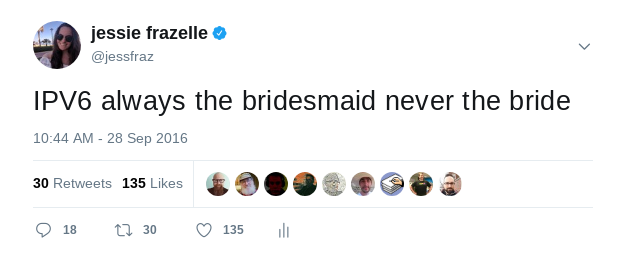 jessie frazelle
@jessfraz
IPV6 always the bridesmaid never the bride
10:44 AM - 28 Sep 2016
30 Retweets 135 Likes
18 30 135